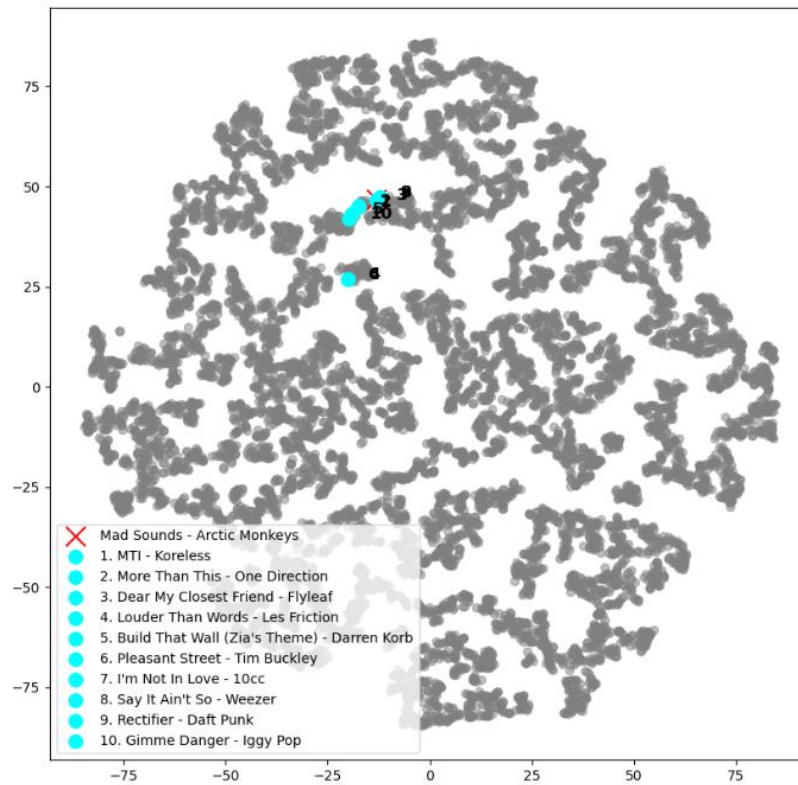 75
50
25
0
−25
−50
−75
3
2
10
Mad Sounds - Arctic Monkeys
1. MTI - Koreless
2. More Than This - One Direction
3. Dear My Closest Friend - Flyleaf
4. Louder Than Words - Les Friction
5. Build That Wall (Zia's Theme) - Darren Korb
6. Pleasant Street - Tim Buckley
7. I'm Not In Love - 10cc
8. Say It Ain't So - Weezer
9. Rectifier - Daft Punk
10. Gimme Danger - Iggy Pop
−75 −50 −25 0 25 50 75